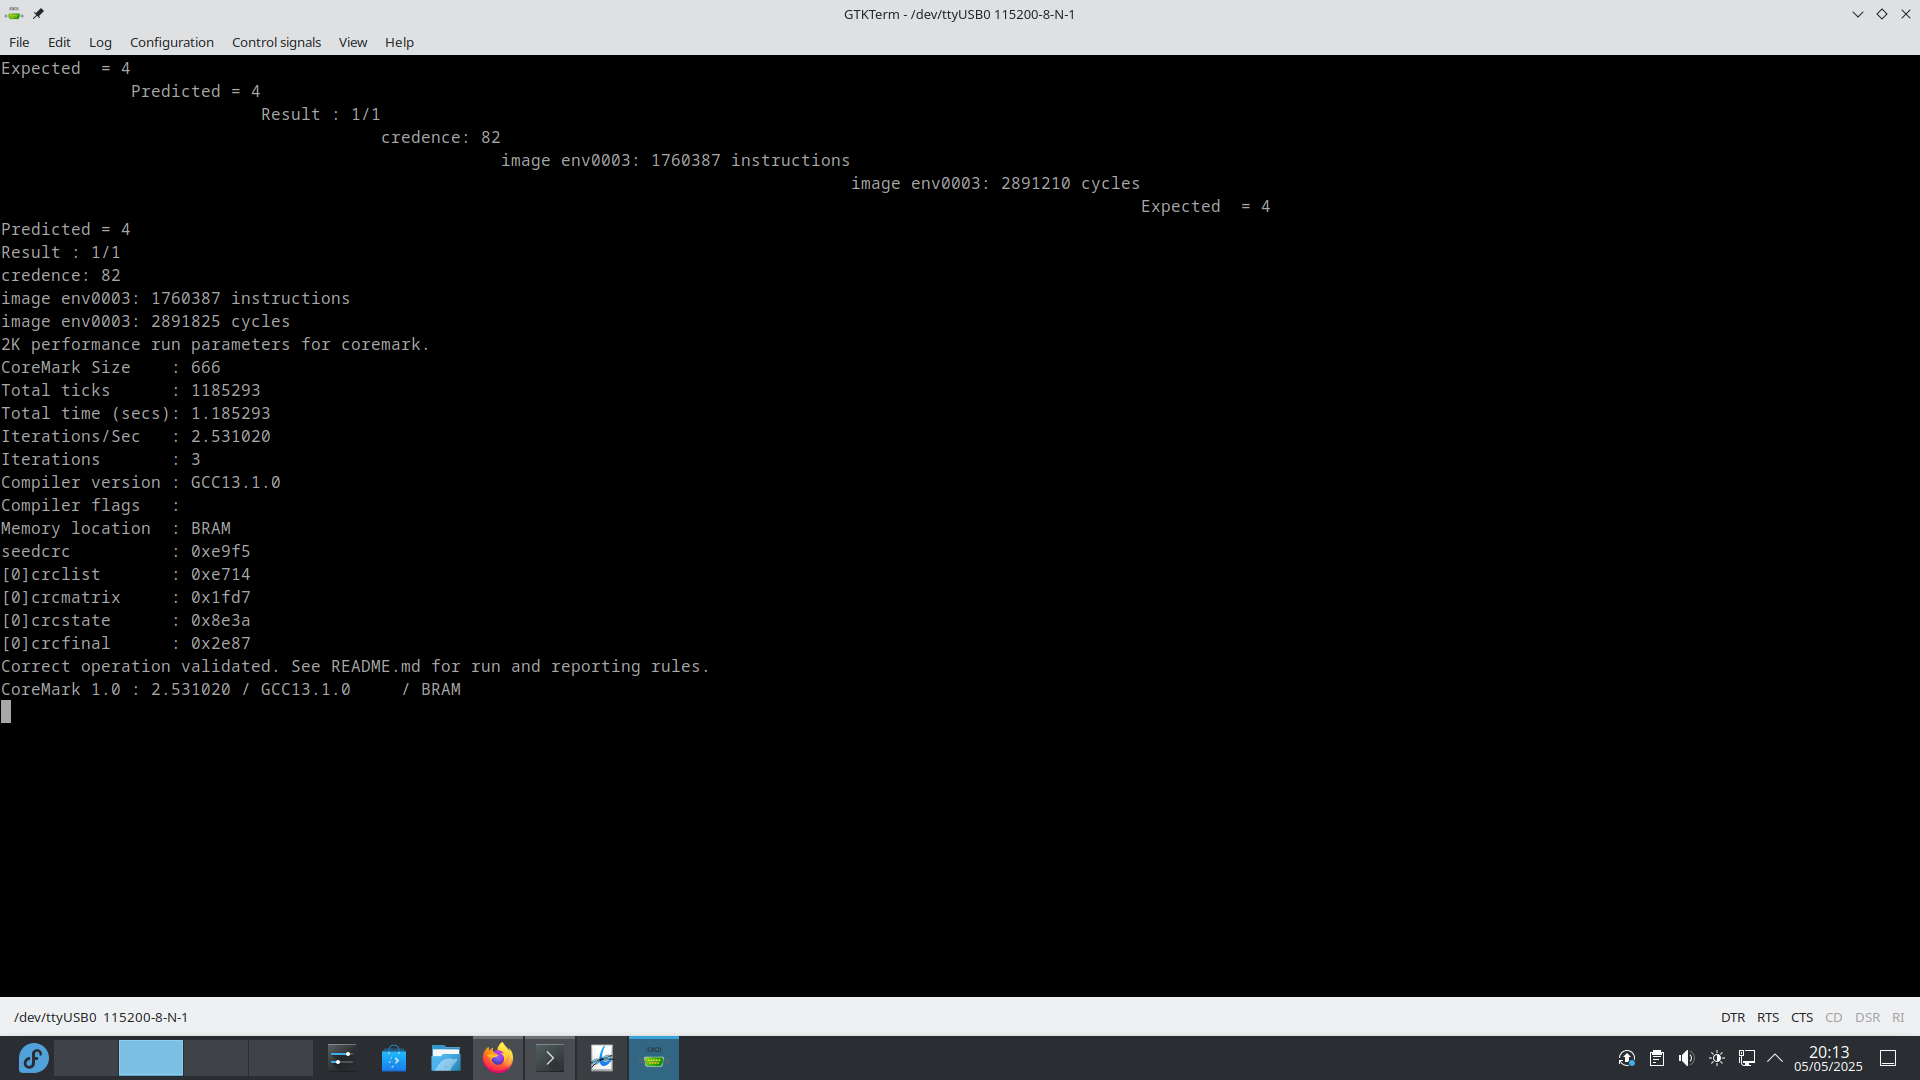 GTKTerm - /dev/ttyUSB0 115200-8-N-1
File Edit Log Configuration Control signals View Help
Expected  = 4
Predicted = 4
Result : 1/1
credence: 82
image env0003: 1760387 instructions
image env0003: 2891210 cycles
Expected  = 4
Predicted = 4
Result : 1/1
credence: 82
image env0003: 1760387 instructions
image env0003: 2891825 cycles
2K performance run parameters for coremark.
CoreMark Size    : 666
Total ticks      : 1185293
Total time (secs): 1.185293
Iterations/Sec   : 2.531020
Iterations       : 3
Compiler version : GCC13.1.0
Compiler flags   :
Memory location  : BRAM
seedcrc          : 0xe9f5
[0]crclist       : 0xe714
[0]crcmatrix     : 0x1fd7
[0]crcstate      : 0x8e3a
[0]crcfinal      : 0x2e87
Correct operation validated. See README.md for run and reporting rules.
CoreMark 1.0 : 2.531020 / GCC13.1.0     / BRAM
/dev/ttyUSB0 115200-8-N-1 DTR RTS CTS CD DSR RI
20:13
05/05/2025